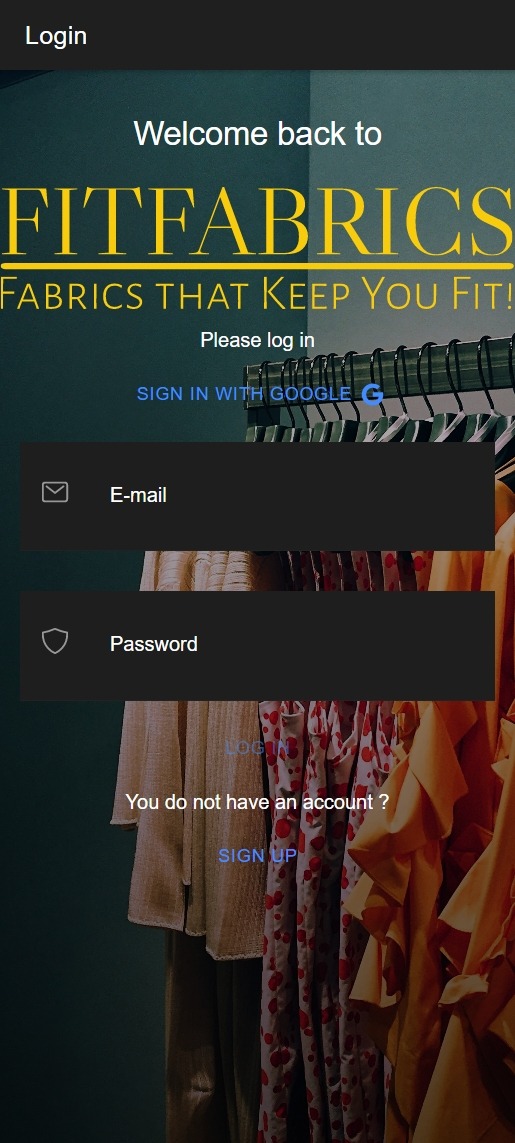 Login
Welcome back to
FITFABRICS
FABRICS THAT KEEP YOU FIT!
Please log in
SIGN IN WITH GOOGLE
E-mail
Password
LOG IN
You do not have an account ?
SIGN UP